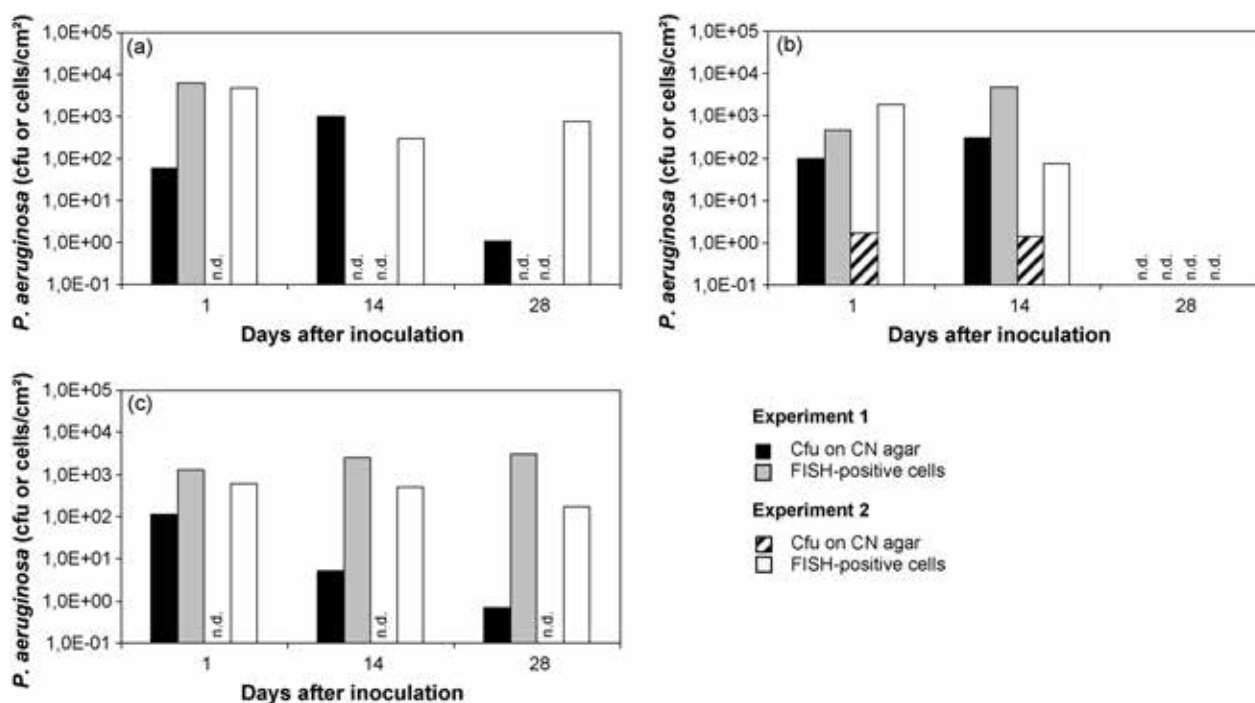 (a)
P. aeruginosa (cfu or cells/cm²)
1,0E+05
1,0E+04
1,0E+03
1,0E+02
1,0E+01
1,0E+00
1,0E-01
n.d.
n.d. n.d.
n.d. n.d.
1 14 28
Days after inoculation
(b)
P. aeruginosa (cfu or cells/cm²)
1,0E+05
1,0E+04
1,0E+03
1,0E+02
1,0E+01
1,0E+00
1,0E-01
n.d. n.d. n.d. n.d.
1 14 28
Days after inoculation
(c)
P. aeruginosa (cfu or cells/cm²)
1,0E+05
1,0E+04
1,0E+03
1,0E+02
1,0E+01
1,0E+00
1,0E-01
n.d.
n.d.
n.d.
1 14 28
Days after inoculation
Experiment 1
Cfu on CN agar
FISH-positive cells
Experiment 2
Cfu on CN agar
FISH-positive cells